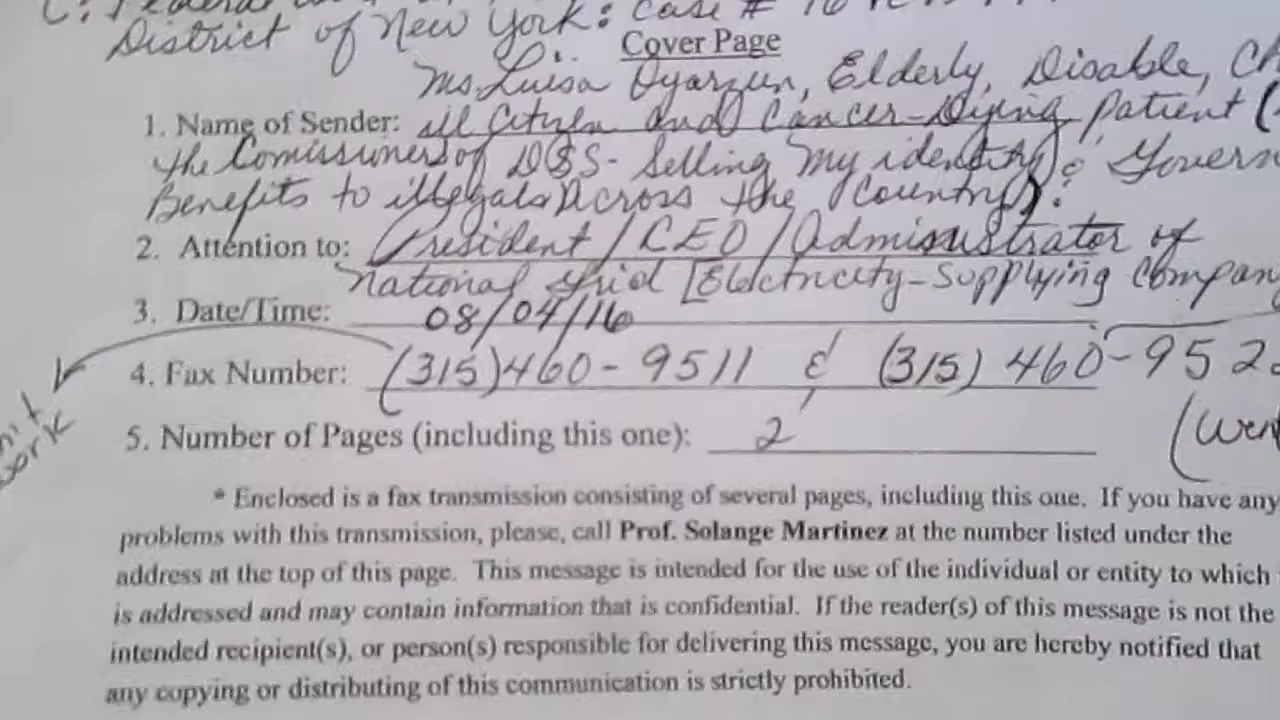 District of New York: Case # 16
Cover Page
Ms. Luisa Oyarzun, Elderly, Disable,
1. Name of Sender: ill Citizen and Cancer-Dying patient (
the Comissioners of DSS- Selling my identity & Govern
Benefits to illegals Across the Country).
2. Attention to: President/CEO/Administrator of
National Grid [Electricity-Supplying Company
3. Date/Time: 08/04/16
4. Fax Number: (315)460-9511 & (315) 460-952
5. Number of Pages (including this one): 2
* Enclosed is a fax transmission consisting of several pages, including this one. If you have any
problems with this transmission, please, call Prof. Solange Martinez at the number listed under the
address at the top of this page. This message is intended for the use of the individual or entity to which
is addressed and may contain information that is confidential. If the reader(s) of this message is not the
intended recipient(s), or person(s) responsible for delivering this message, you are hereby notified that
any copying or distributing of this communication is strictly prohibited.